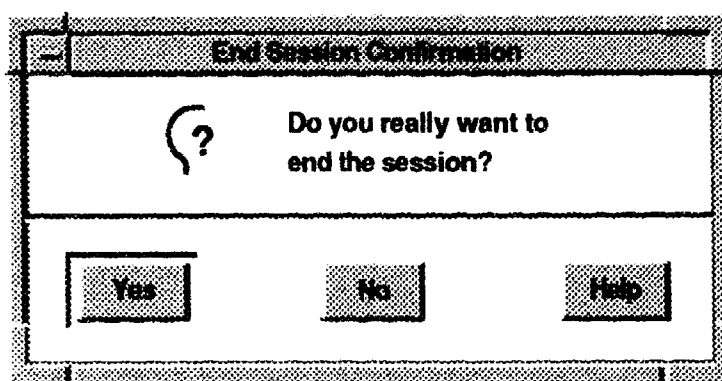 End Session Confirmation
?
Do you really want to
end the session?
Yes No Help